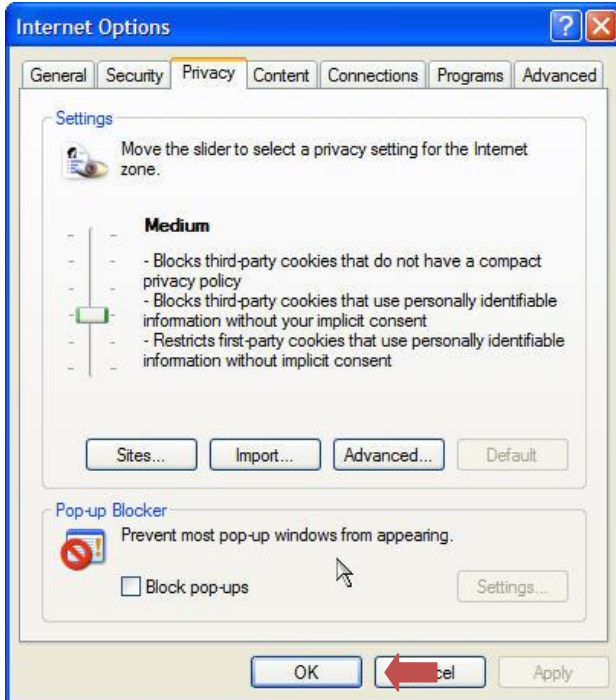 Internet Options
General Security Privacy Content Connections Programs Advanced
Settings
Move the slider to select a privacy setting for the Internet
zone.
Medium
- Blocks third-party cookies that do not have a compact
privacy policy
- Blocks third-party cookies that use personally identifiable
information without your implicit consent
- Restricts first-party cookies that use personally identifiable
information without implicit consent
Sites... Import... Advanced... Default
Pop-up Blocker
Prevent most pop-up windows from appearing.
Block pop-ups Settings...
OK Apply